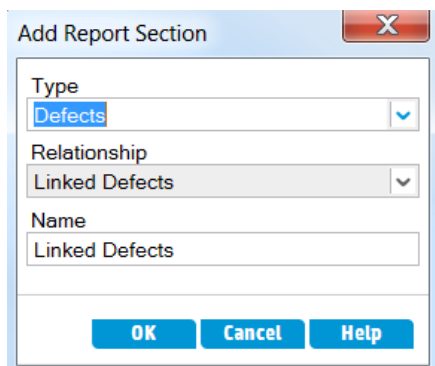 Add Report Section
Type
Defects
Relationship
Linked Defects
Name
Linked Defects
OK Cancel Help